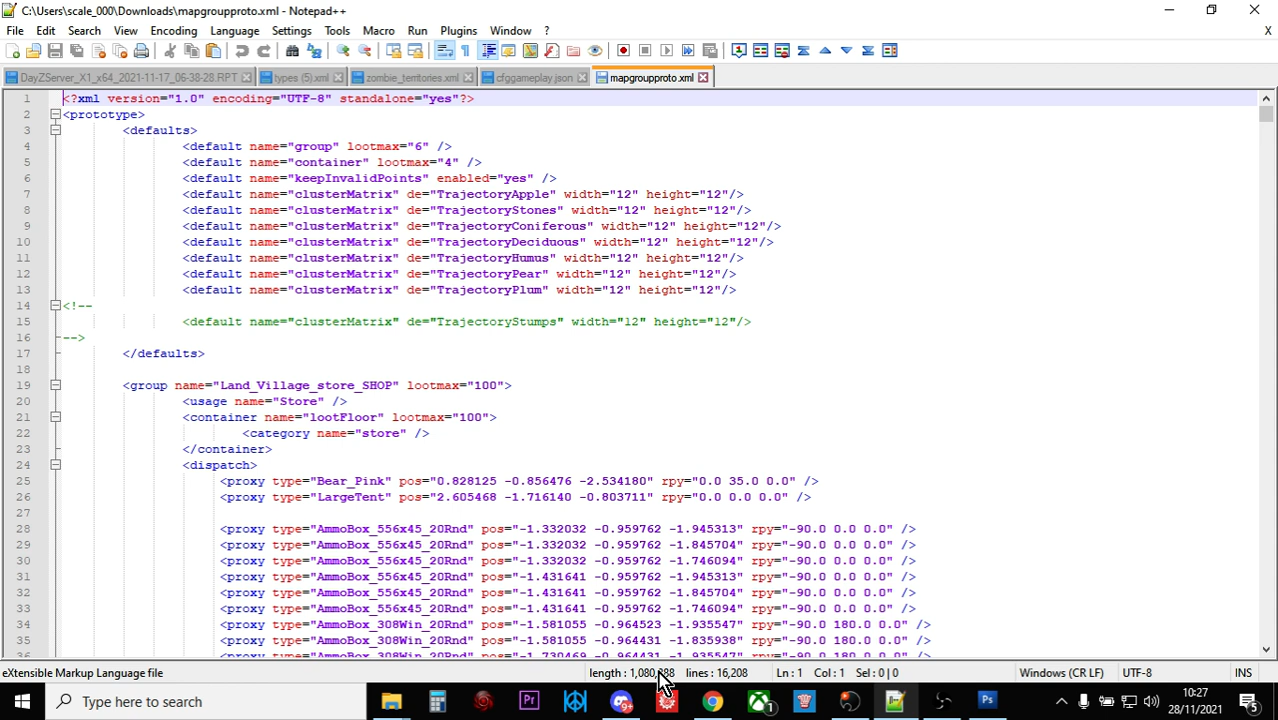 C:\Users\scale_000\Downloads\mapgroupproto.xml - Notepad++
File Edit Search View Encoding Language Settings Tools Macro Run Plugins Window ? X
DayZServer_X1_x64_2021-11-17_06-38-28.RPT types (5).xml zombie_territories.xml cfggameplay.json mapgroupproto.xml
1 <?xml version="1.0" encoding="UTF-8" standalone="yes"?>
2 <prototype>
3 <defaults>
4 <default name="group" lootmax="6" />
5 <default name="container" lootmax="4" />
6 <default name="keepInvalidPoints" enabled="yes" />
7 <default name="clusterMatrix" de="TrajectoryApple" width="12" height="12"/>
8 <default name="clusterMatrix" de="TrajectoryStones" width="12" height="12"/>
9 <default name="clusterMatrix" de="TrajectoryConiferous" width="12" height="12"/>
10 <default name="clusterMatrix" de="TrajectoryDeciduous" width="12" height="12"/>
11 <default name="clusterMatrix" de="TrajectoryHumus" width="12" height="12"/>
12 <default name="clusterMatrix" de="TrajectoryPear" width="12" height="12"/>
13 <default name="clusterMatrix" de="TrajectoryPlum" width="12" height="12"/>
14 <!--
15 <default name="clusterMatrix" de="TrajectoryStumps" width="12" height="12"/>
16 -->
17 </defaults>
18
19 <group name="Land_Village_store_SHOP" lootmax="100">
20 <usage name="Store" />
21 <container name="lootFloor" lootmax="100">
22 <category name="store" />
23 </container>
24 <dispatch>
25 <proxy type="Bear_Pink" pos="0.828125 -0.856476 -2.534180" rpy="0.0 35.0 0.0" />
26 <proxy type="LargeTent" pos="2.605468 -1.716140 -0.803711" rpy="0.0 0.0 0.0" />
27
28 <proxy type="AmmoBox_556x45_20Rnd" pos="-1.332032 -0.959762 -1.945313" rpy="-90.0 0.0 0.0" />
29 <proxy type="AmmoBox_556x45_20Rnd" pos="-1.332032 -0.959762 -1.845704" rpy="-90.0 0.0 0.0" />
30 <proxy type="AmmoBox_556x45_20Rnd" pos="-1.332032 -0.959762 -1.746094" rpy="-90.0 0.0 0.0" />
31 <proxy type="AmmoBox_556x45_20Rnd" pos="-1.431641 -0.959762 -1.945313" rpy="-90.0 0.0 0.0" />
32 <proxy type="AmmoBox_556x45_20Rnd" pos="-1.431641 -0.959762 -1.845704" rpy="-90.0 0.0 0.0" />
33 <proxy type="AmmoBox_556x45_20Rnd" pos="-1.431641 -0.959762 -1.746094" rpy="-90.0 0.0 0.0" />
34 <proxy type="AmmoBox_308Win_20Rnd" pos="-1.581055 -0.964523 -1.935547" rpy="-90.0 180.0 0.0" />
35 <proxy type="AmmoBox_308Win_20Rnd" pos="-1.581055 -0.964431 -1.835938" rpy="-90.0 180.0 0.0" />
36 <proxy type="AmmoBox_308Win_20Rnd" pos="-1.730469 -0.964431 -1.935547" rpy="-90.0 180.0 0.0" />
eXtensible Markup Language file length : lines : 16,208 Ln : 1 Col : 1 Sel : 0 | 0 Windows (CR LF) UTF-8 INS
Type here to search
10:27
28/11/2021